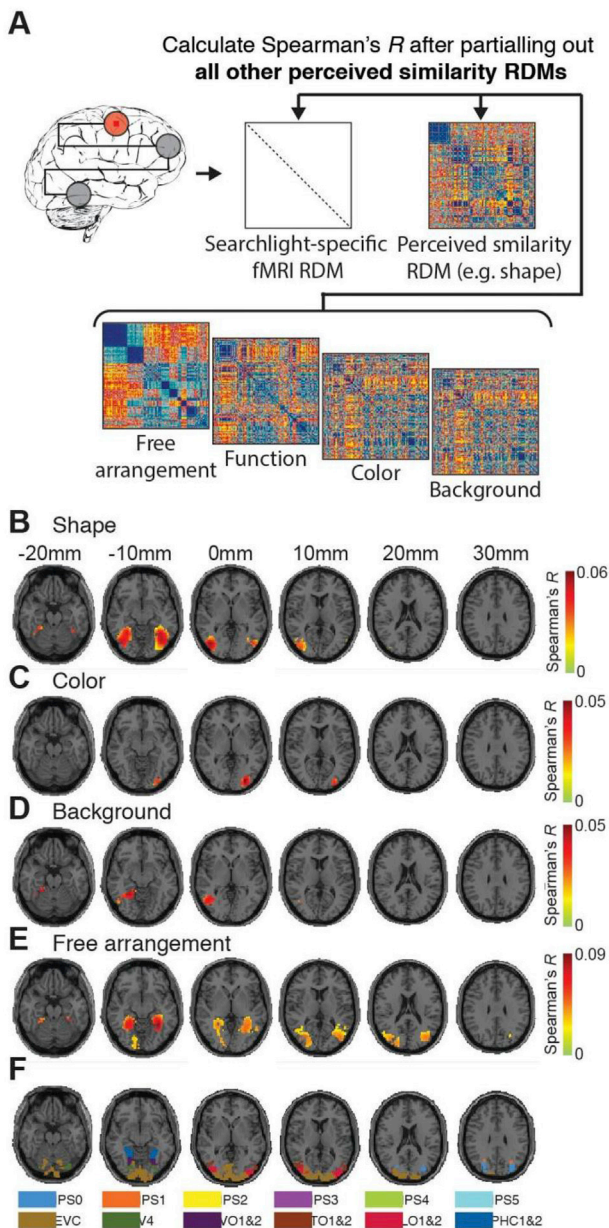 A
Calculate Spearman's R after partialling out
all other perceived similarity RDMs
Searchlight-specific
fMRI RDM
Perceived smilarity
RDM (e.g. shape)
Free
arrangement
Function
Color
Background
B Shape
-20mm -10mm 0mm 10mm 20mm 30mm
0.06
Spearman's R
0
C Color
0.05
Spearman's R
0
D Background
0.05
Spearman's R
0
E Free arrangement
0.09
Spearman's R
0
F
PS0 PS1 PS2 PS3 PS4 PS5
EVC V4 VO1&2 TO1&2 LO1&2 PHC1&2